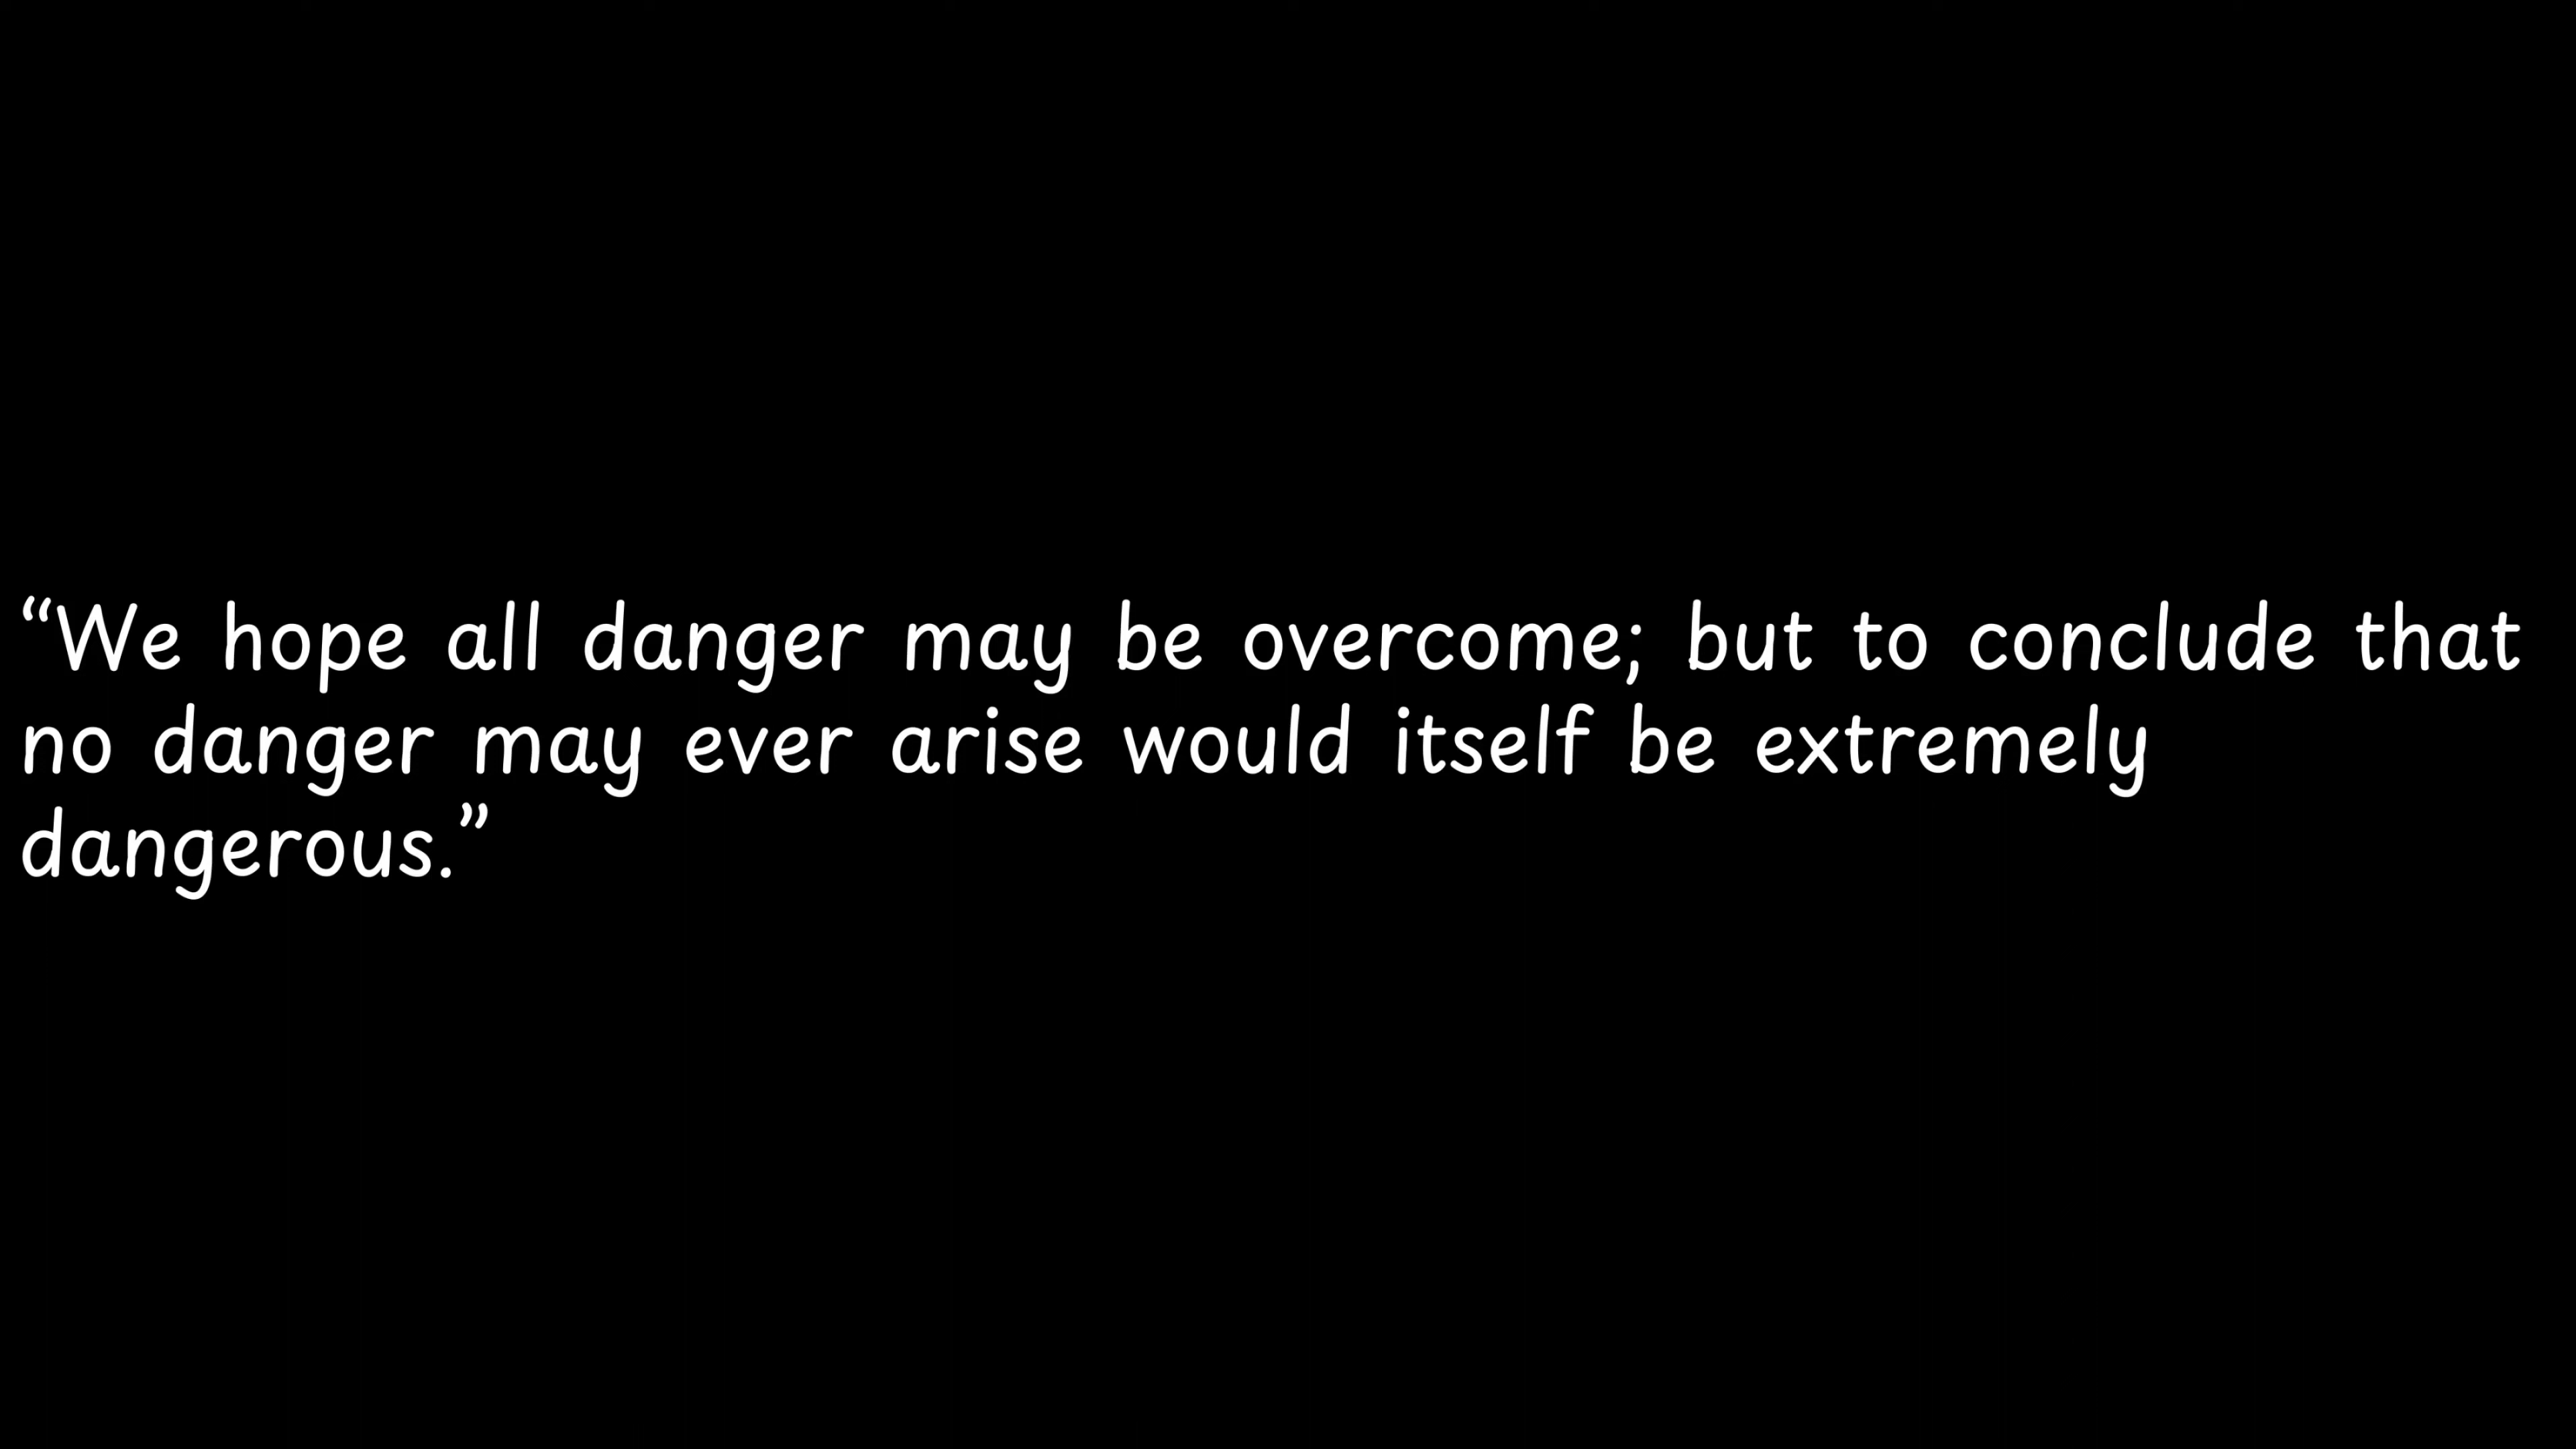 “We hope all danger may be overcome; but to conclude that
no danger may ever arise would itself be extremely
dangerous.”